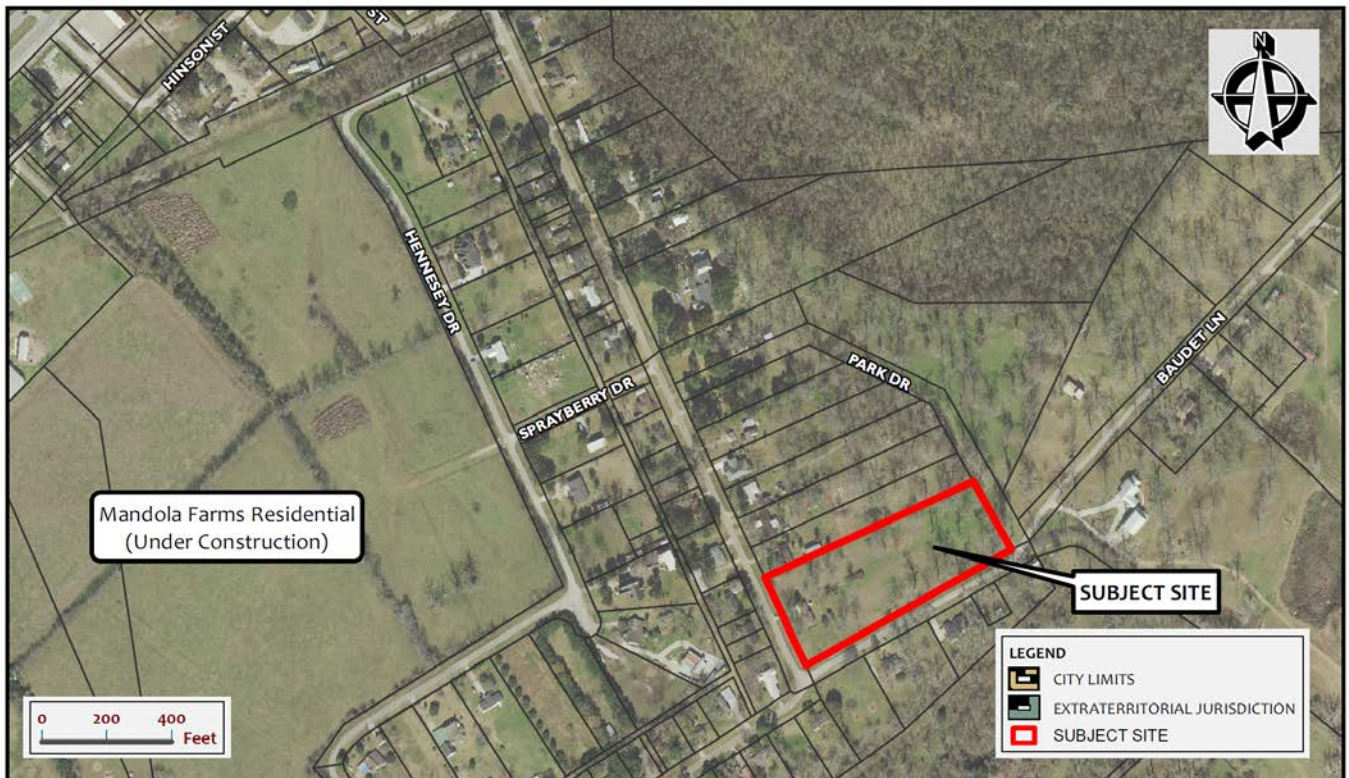 ST
HINSON ST
N
HENNESEY DR
PARK DR
BAUDET LN
SPRAYBERRY DR
Mandola Farms Residential
(Under Construction)
SUBJECT SITE
LEGEND
CITY LIMITS
EXTRATERRITORIAL JURISDICTION
SUBJECT SITE
0 200 400
Feet